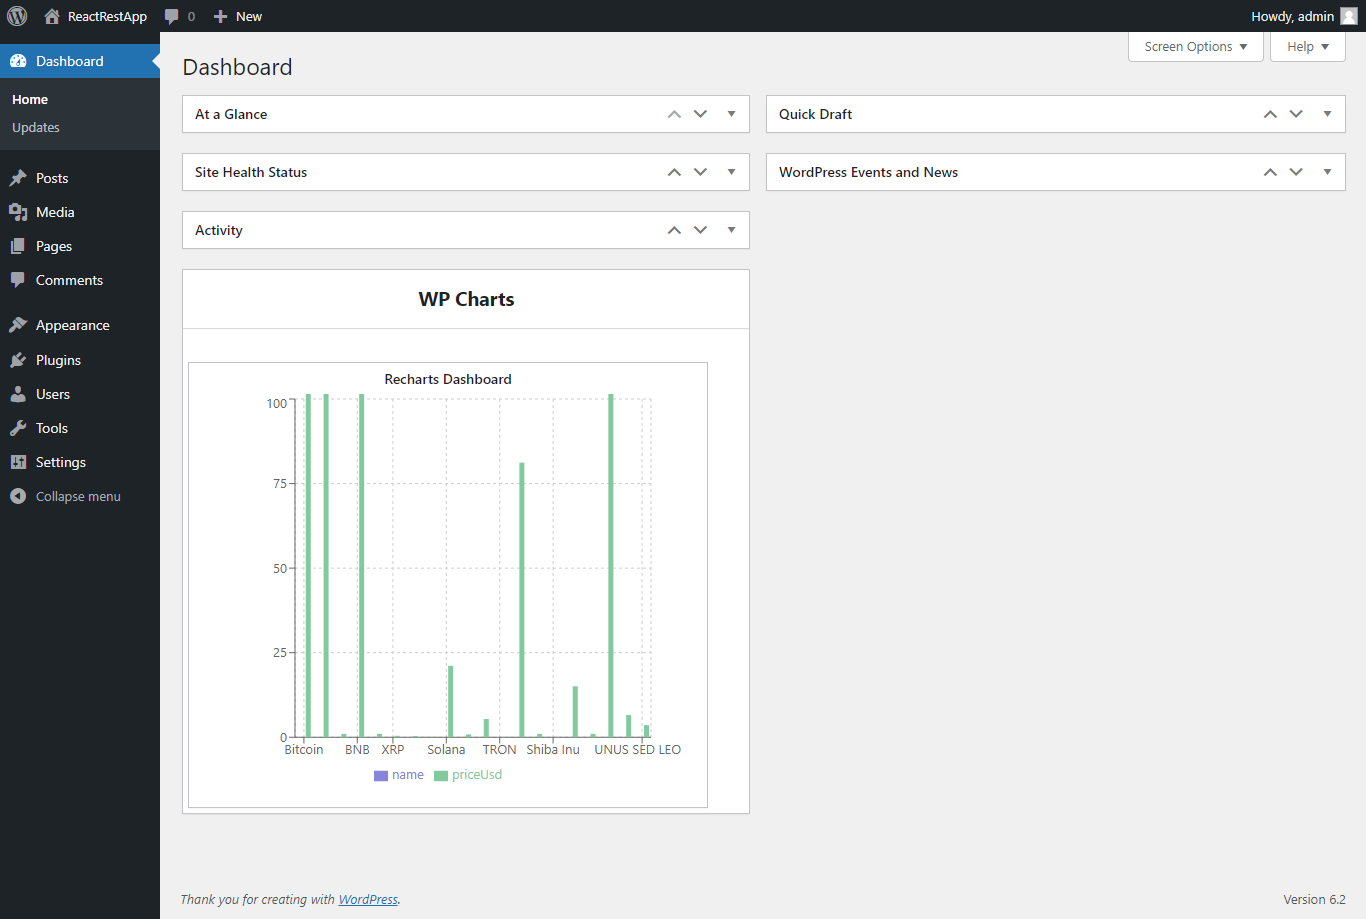 ReactRestApp 0 New Howdy, admin
Screen Options Help
Dashboard
Home
Updates
Posts
Media
Pages
Comments
Appearance
Plugins
Users
Tools
Settings
Collapse menu
Dashboard
At a Glance
Quick Draft
Site Health Status
WordPress Events and News
Activity
WP Charts
Recharts Dashboard
100
75
50
25
0
Bitcoin BNB XRP Solana TRON Shiba Inu UNUS SED LEO
name priceUsd
Thank you for creating with WordPress.
Version 6.2